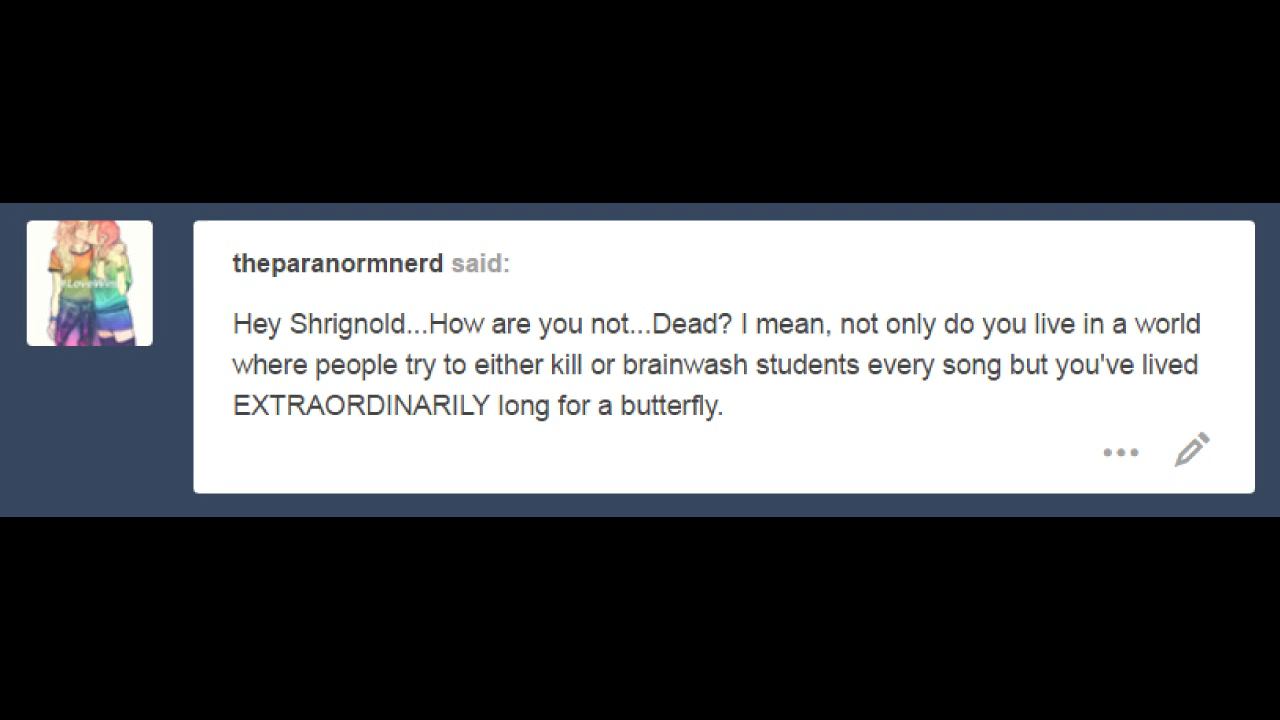 theparanormnerd said:
Hey Shrignold...How are you not...Dead? I mean, not only do you live in a world
where people try to either kill or brainwash students every song but you've lived
EXTRAORDINARILY long for a butterfly.
#LoveWins